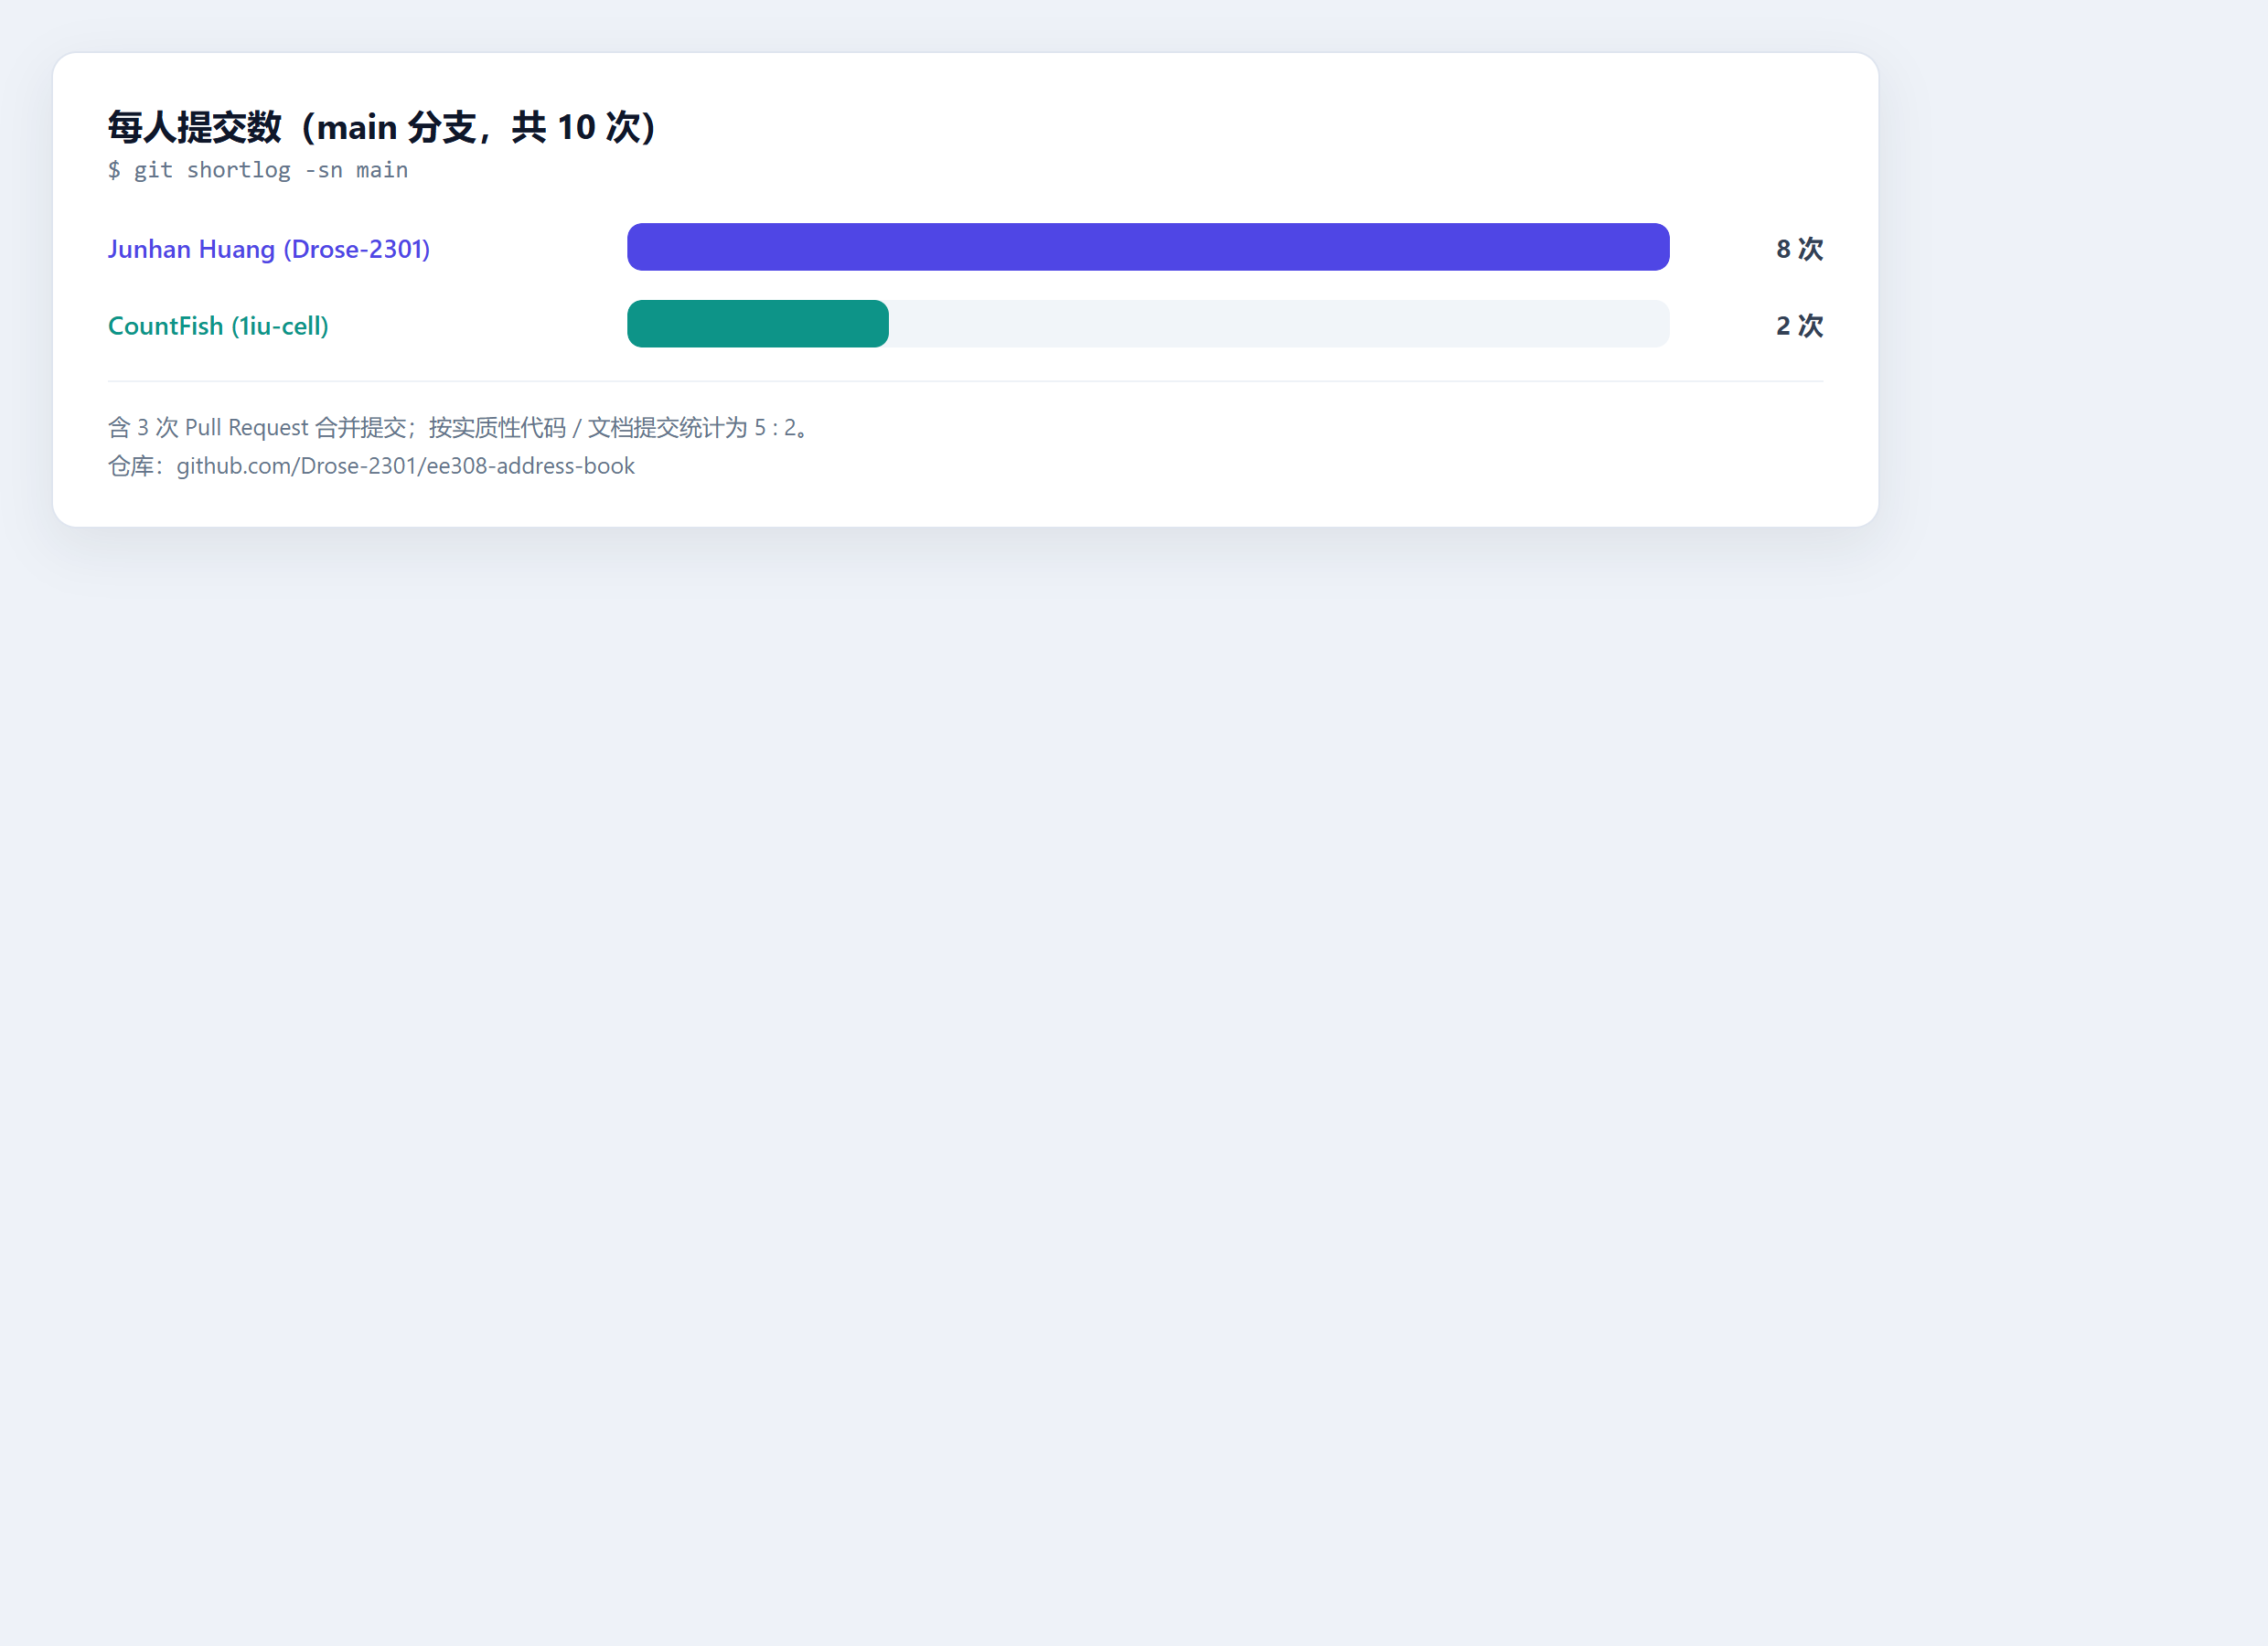 每人提交数（main 分支，共 10 次）
$ git shortlog -sn main
Junhan Huang (Drose-2301) 8 次
CountFish (1iu-cell) 2 次
含 3 次 Pull Request 合并提交；按实质性代码 / 文档提交统计为 5 : 2。
仓库：github.com/Drose-2301/ee308-address-book